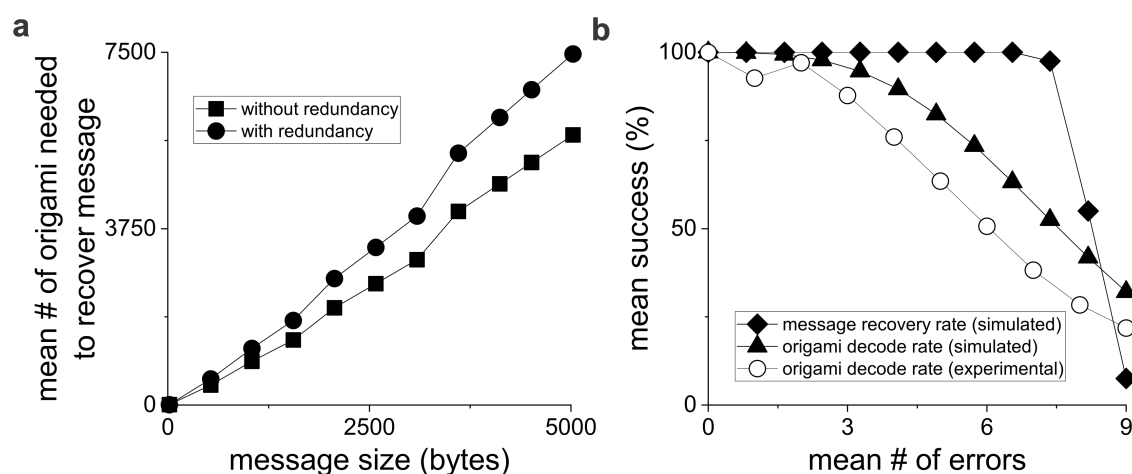 a
mean # of origami needed
to recover message
7500
3750
0
without redundancy
with redundancy
0
2500
5000
message size (bytes)
b
mean success (%)
100
50
0
message recovery rate (simulated)
origami decode rate (simulated)
origami decode rate (experimental)
0
3
6
9
mean # of errors